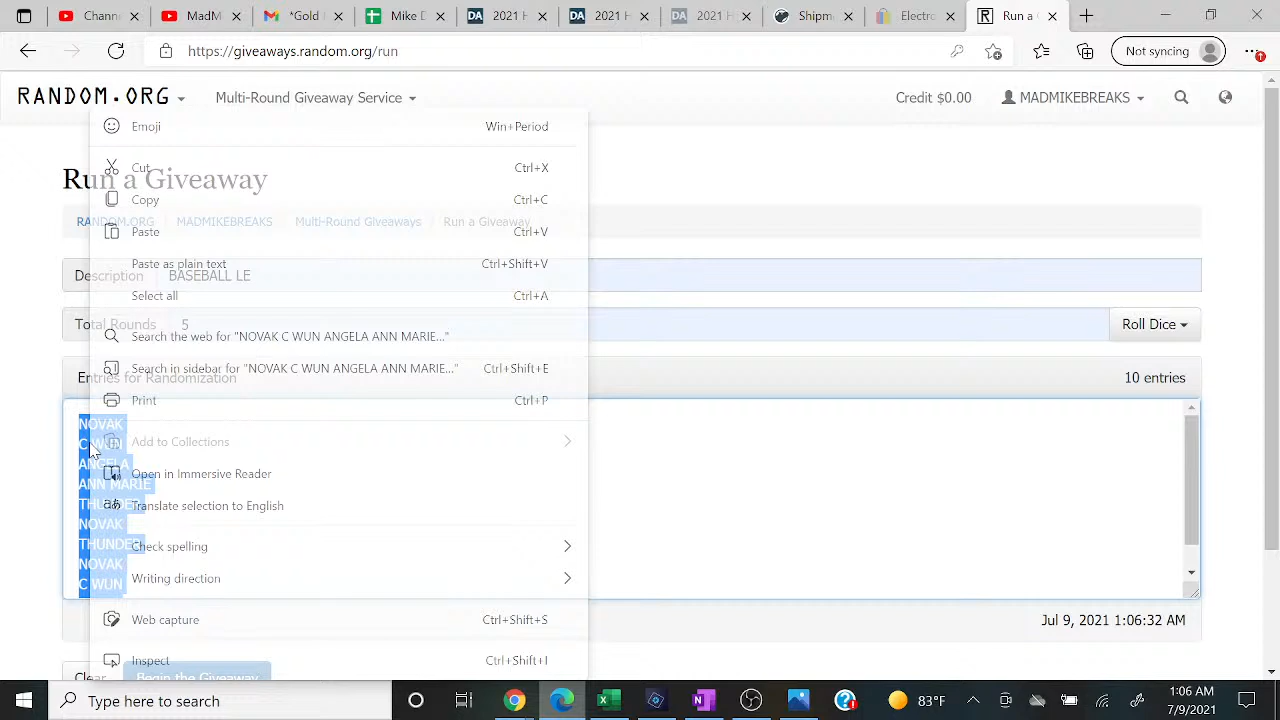 Chann
MadM
*Gold
Mike D
DA 2021 H
DA 2021 H
DA 2021 H
Shipm
Electro
R Run a
https://giveaways.random.org/run
Not syncing
RANDOM.ORG
Multi-Round Giveaway Service
Credit $0.00
MADMIKEBREAKS
Emoji Win+Period
Cut Ctrl+X
Run a Giveaway
Copy Ctrl+C
RANDOM.ORG MADMIKEBREAKS Multi-Round Giveaways Run a Giveaway
Paste Ctrl+V
Paste as plain text Ctrl+Shift+V
Description BASEBALL LE
Select all Ctrl+A
Total Rounds 5
Roll Dice
Search the web for "NOVAK C WUN ANGELA ANN MARIE..."
Search in sidebar for "NOVAK C WUN ANGELA ANN MARIE..." Ctrl+Shift+E
Entries for Randomization 10 entries
Print Ctrl+P
NOVAK
C WUN
Add to Collections
ANGELA
Open in Immersive Reader
ANN MARIE
THUNDER
Translate selection to English
NOVAK
THUNDER
Check spelling
NOVAK
C WUN
Writing direction
Web capture Ctrl+Shift+S
Jul 9, 2021 1:06:32 AM
Inspect Ctrl+Shift+I
Clear Begin the Giveaway
Type here to search
83°F
1:06 AM
7/9/2021